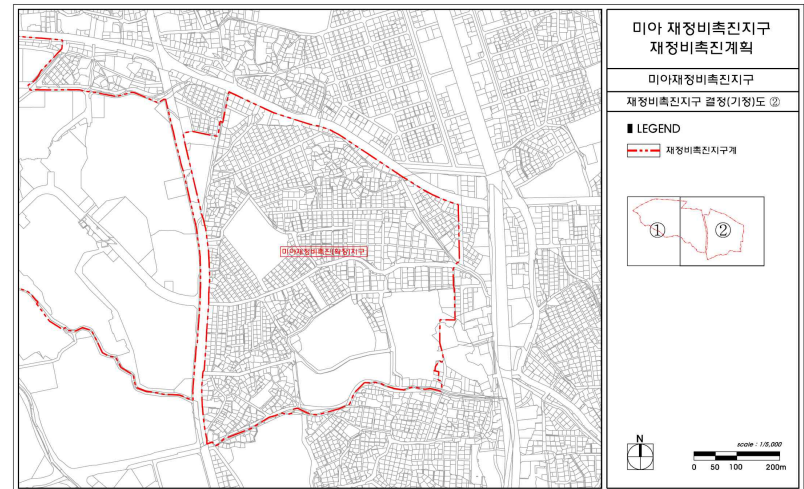 미아 재정비촉진지구
재정비촉진계획
미아재정비촉진지구
재정비촉진지구 결정(기정)도 ②
LEGEND
재정비촉진지구계
① ②
미아재정비촉진(확장)지구
N
scale : 1/5,000
0 50 100 200m